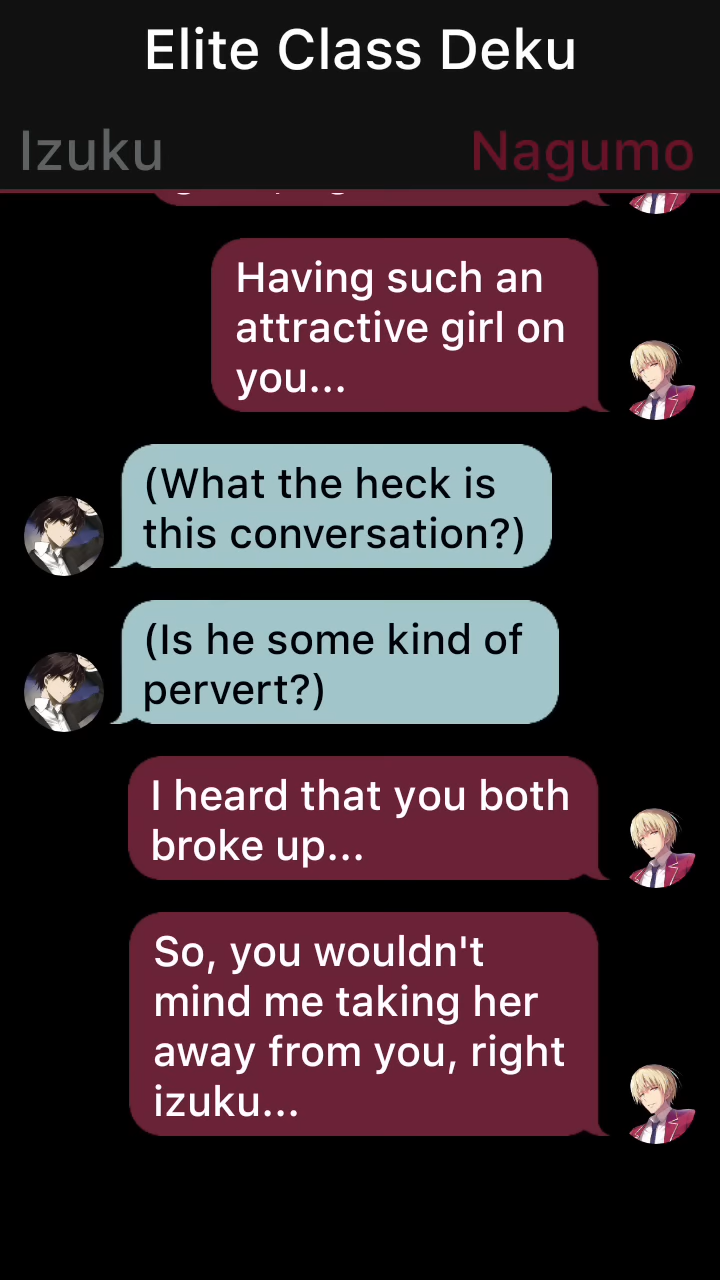 Elite Class Deku
Izuku
Nagumo
Having such an
attractive girl on
you...
(What the heck is
this conversation?)
(Is he some kind of
pervert?)
I heard that you both
broke up...
So, you wouldn't
mind me taking her
away from you, right
izuku...